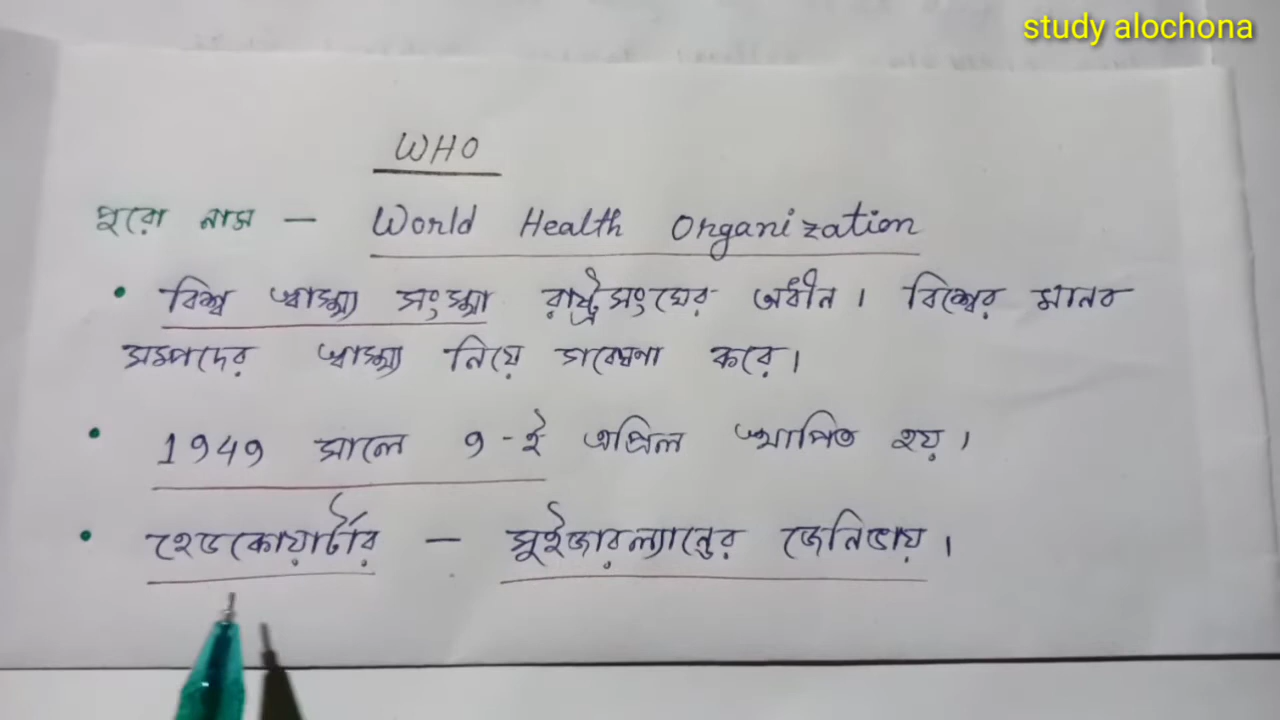 study alochona
WHO
পুরো নাম — World Health Organization
• বিশ্ব স্বাস্থ্য সংস্থা রাষ্ট্রসংঘের অধীন। বিশ্বের মানব
সম্পদের স্বাস্থ্য নিয়ে গবেষণা করে।
• 1949 সালে ৭-ই এপ্রিল স্থাপিত হয়।
• হেডকোয়ার্টার — সুইজারল্যান্ডের জেনিভায়।